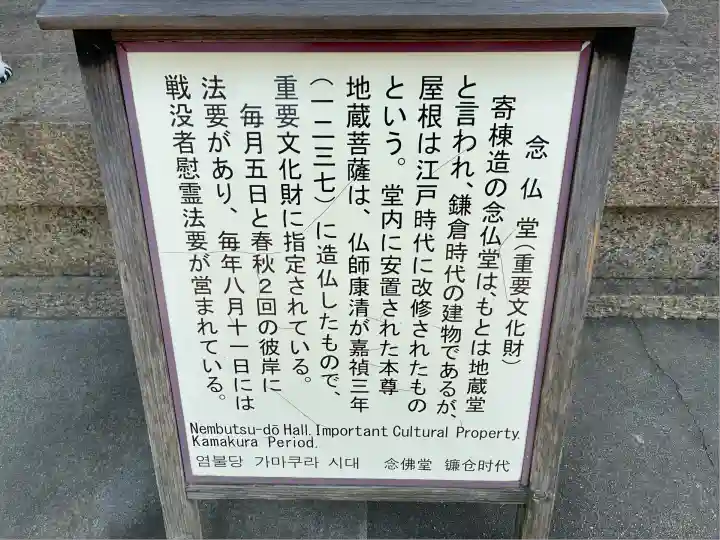 念仏堂(重要文化財)
寄棟造の念仏堂は、もとは地蔵堂
と言われ、鎌倉時代の建物であるが、
屋根は江戸時代に改修されたもの
という。堂内に安置された本尊
地蔵菩薩は、仏師康清が嘉禎三年
(一二三七)に造仏したもので、
重要文化財に指定されている。
毎月五日と春秋2回の彼岸に
法要があり、毎年八月十一日には
戦没者慰霊法要が営まれている。
Nembutsu-dō Hall. Important Cultural Property.
Kamakura Period.
염불당 가마쿠라 시대 念佛堂 镰仓时代